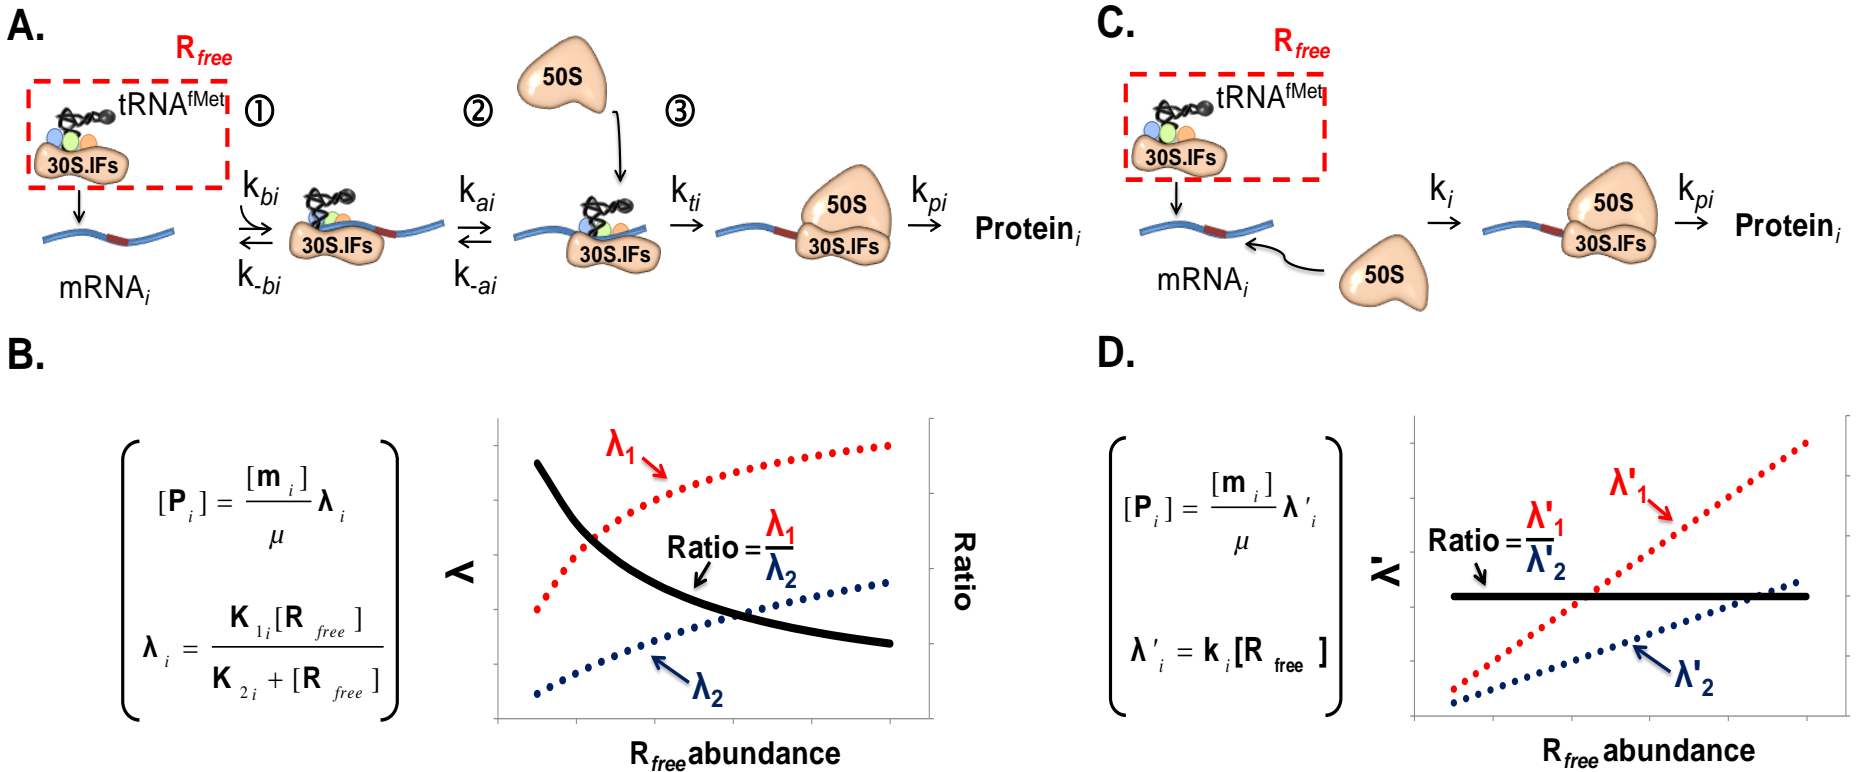 A.
R_free
tRNA^fMet
30S.IFs
mRNA_i
①
k_bi
k_-bi
30S.IFs
②
k_ai
k_-ai
50S
30S.IFs
③
k_ti
50S
30S.IFs
k_pi
Protein_i
B.
[P_i] = [m_i]/μ λ_i
λ_i = K_1i[R_free]/K_2i + [R_free]
λ
λ_1
Ratio = λ_1/λ_2
λ_2
Ratio
R_free abundance
C.
R_free
tRNA^fMet
30S.IFs
mRNA_i
50S
k_i
50S
30S.IFs
k_pi
Protein_i
D.
[P_i] = [m_i]/μ λ'_i
λ'_i = k_i[R_free]
λ'
λ'_1
Ratio = λ'_1/λ'_2
λ'_2
R_free abundance